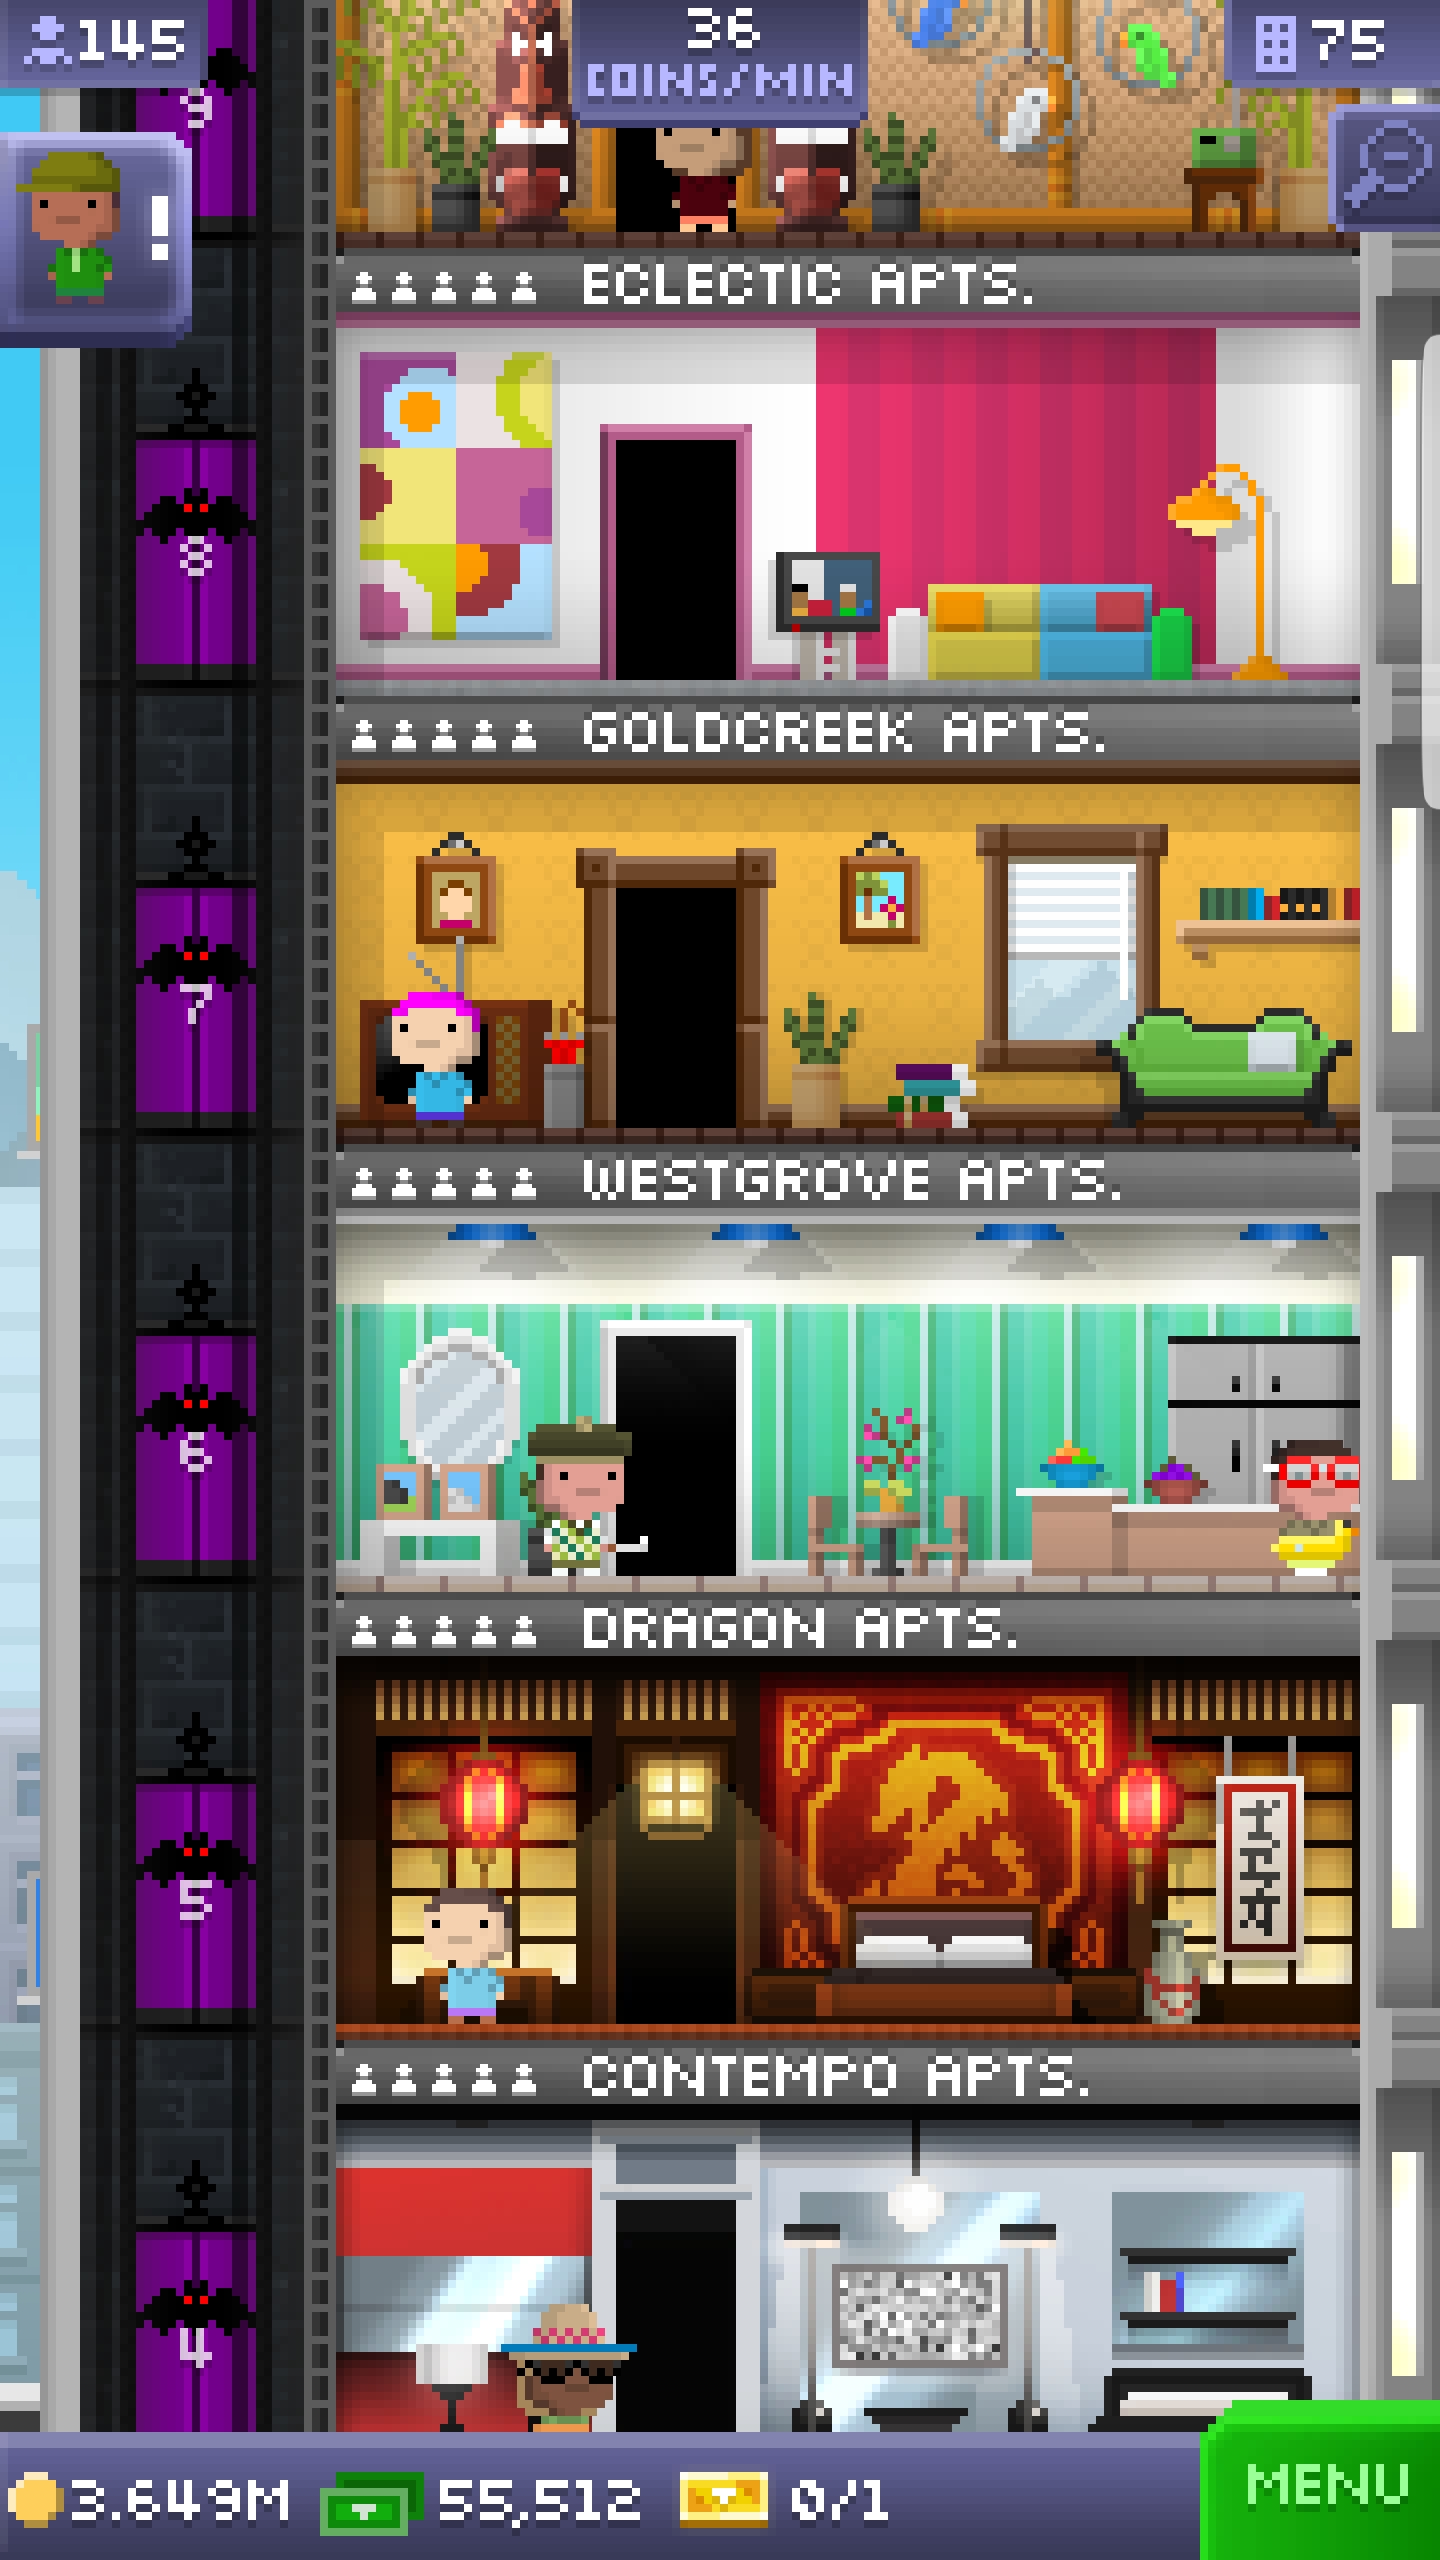 145
36
COINS/MIN
75
9
!
ECLECTIC APTS.
8
GOLDCREEK APTS.
7
WESTGROVE APTS.
6
DRAGON APTS.
5
CONTEMPO APTS.
4
3.649M
55,512
0/1
MENU